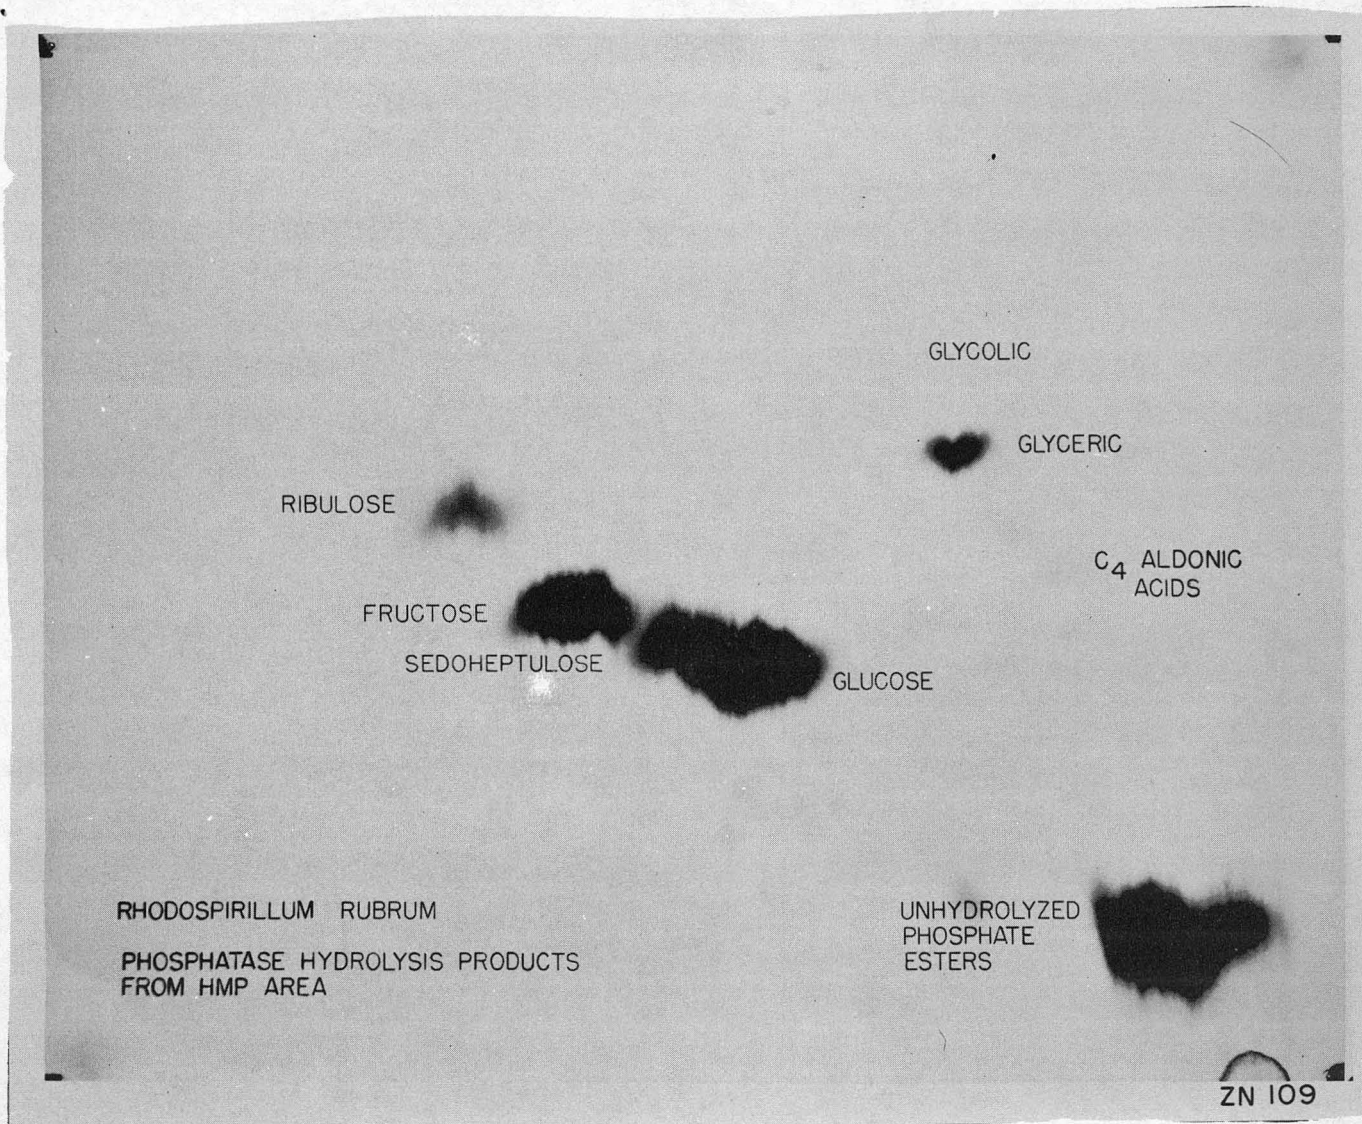 GLYCOLIC
GLYCERIC
RIBULOSE
C4 ALDONIC
ACIDS
FRUCTOSE
SEDOHEPTULOSE
GLUCOSE
RHODOSPIRILLUM RUBRUM
PHOSPHATASE HYDROLYSIS PRODUCTS
FROM HMP AREA
UNHYDROLYZED
PHOSPHATE
ESTERS
ZN 109